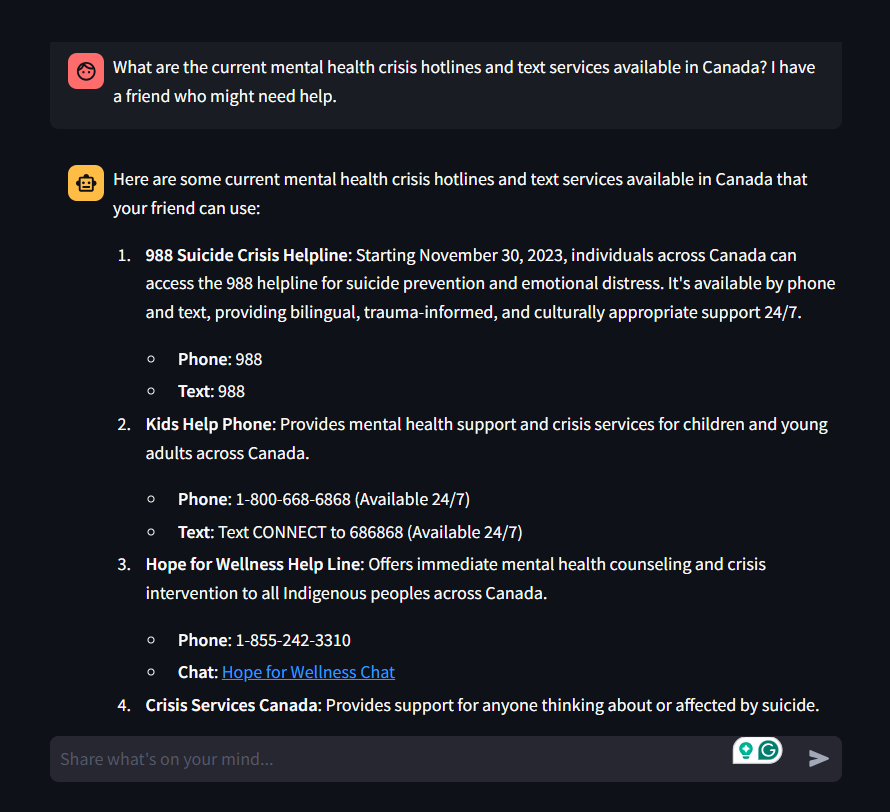 What are the current mental health crisis hotlines and text services available in Canada? I have
a friend who might need help.
Here are some current mental health crisis hotlines and text services available in Canada that
your friend can use:
1. 988 Suicide Crisis Helpline: Starting November 30, 2023, individuals across Canada can
access the 988 helpline for suicide prevention and emotional distress. It's available by phone
and text, providing bilingual, trauma-informed, and culturally appropriate support 24/7.
○ Phone: 988
○ Text: 988
2. Kids Help Phone: Provides mental health support and crisis services for children and young
adults across Canada.
○ Phone: 1-800-668-6868 (Available 24/7)
○ Text: Text CONNECT to 686868 (Available 24/7)
3. Hope for Wellness Help Line: Offers immediate mental health counseling and crisis
intervention to all Indigenous peoples across Canada.
○ Phone: 1-855-242-3310
○ Chat: Hope for Wellness Chat
4. Crisis Services Canada: Provides support for anyone thinking about or affected by suicide.
Share what's on your mind...